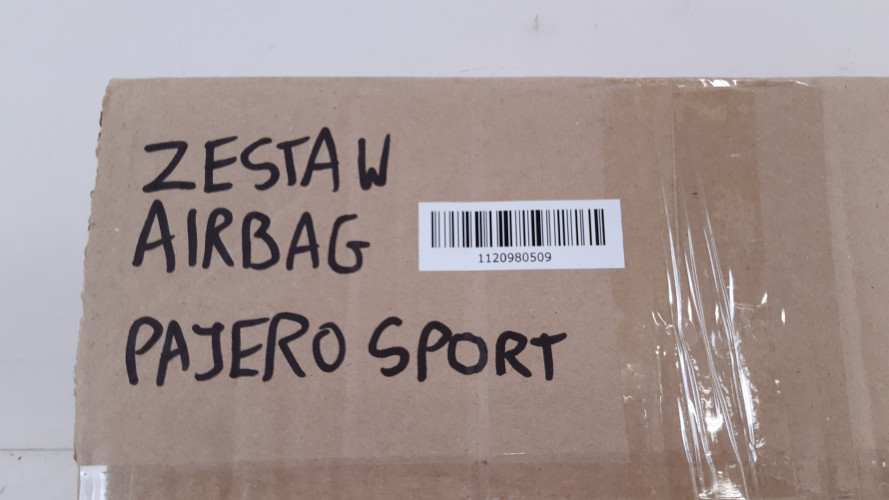 ZESTAW
AIRBAG
1120980509
PAJERO SPORT